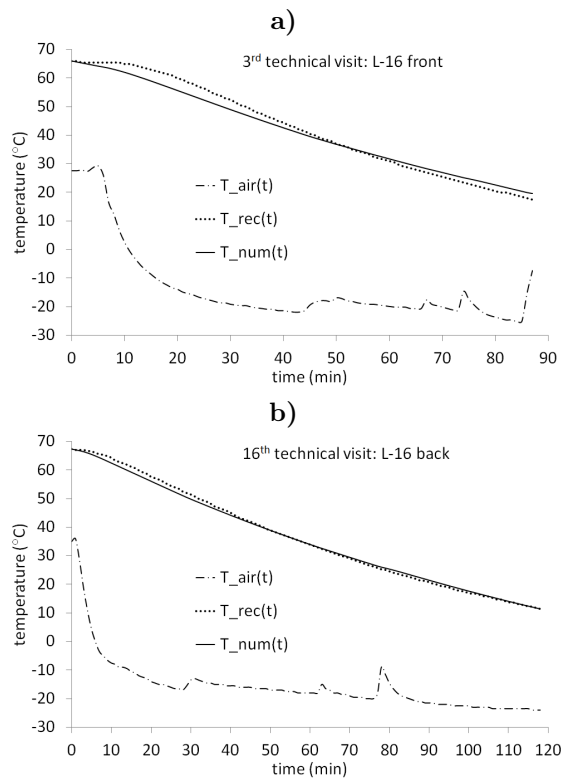 a)
3rd technical visit: L-16 front
temperature (°C)
70
60
50
40
30
20
10
0
-10
-20
-30
T_air(t)
T_rec(t)
T_num(t)
0 10 20 30 40 50 60 70 80 90
time (min)
b)
16th technical visit: L-16 back
temperature (°C)
70
60
50
40
30
20
10
0
-10
-20
-30
T_air(t)
T_rec(t)
T_num(t)
0 10 20 30 40 50 60 70 80 90 100 110 120
time (min)